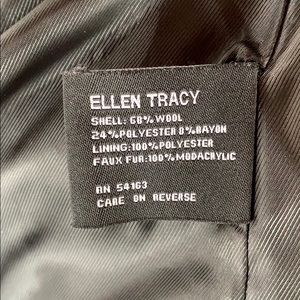 ELLEN TRACY
SHELL: 68% WOOL
24% POLYESTER 8% RAYON
LINING: 100% POLYESTER
FAUX FUR: 100% MODACRYLIC
RN 54163
CARE ON REVERSE